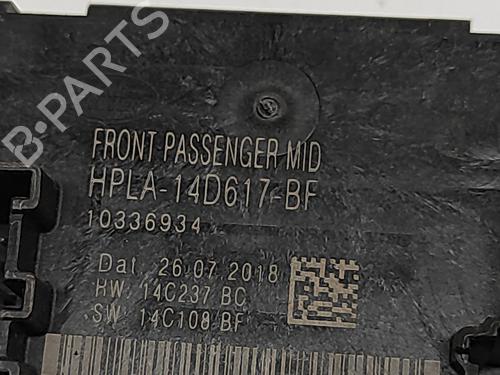 FRONT PASSENGER MID
HPLA-14D617-BF
10336934
Dat. 26.07.2018
HW 14C237 BC
SW 14C108 BF
B-PARTS